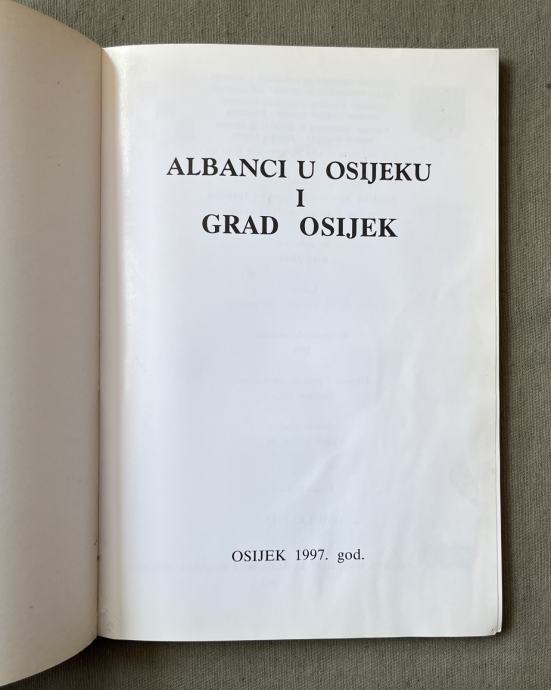 ALBANCI U OSIJEKU
I
GRAD OSIJEK
OSIJEK 1997. god.